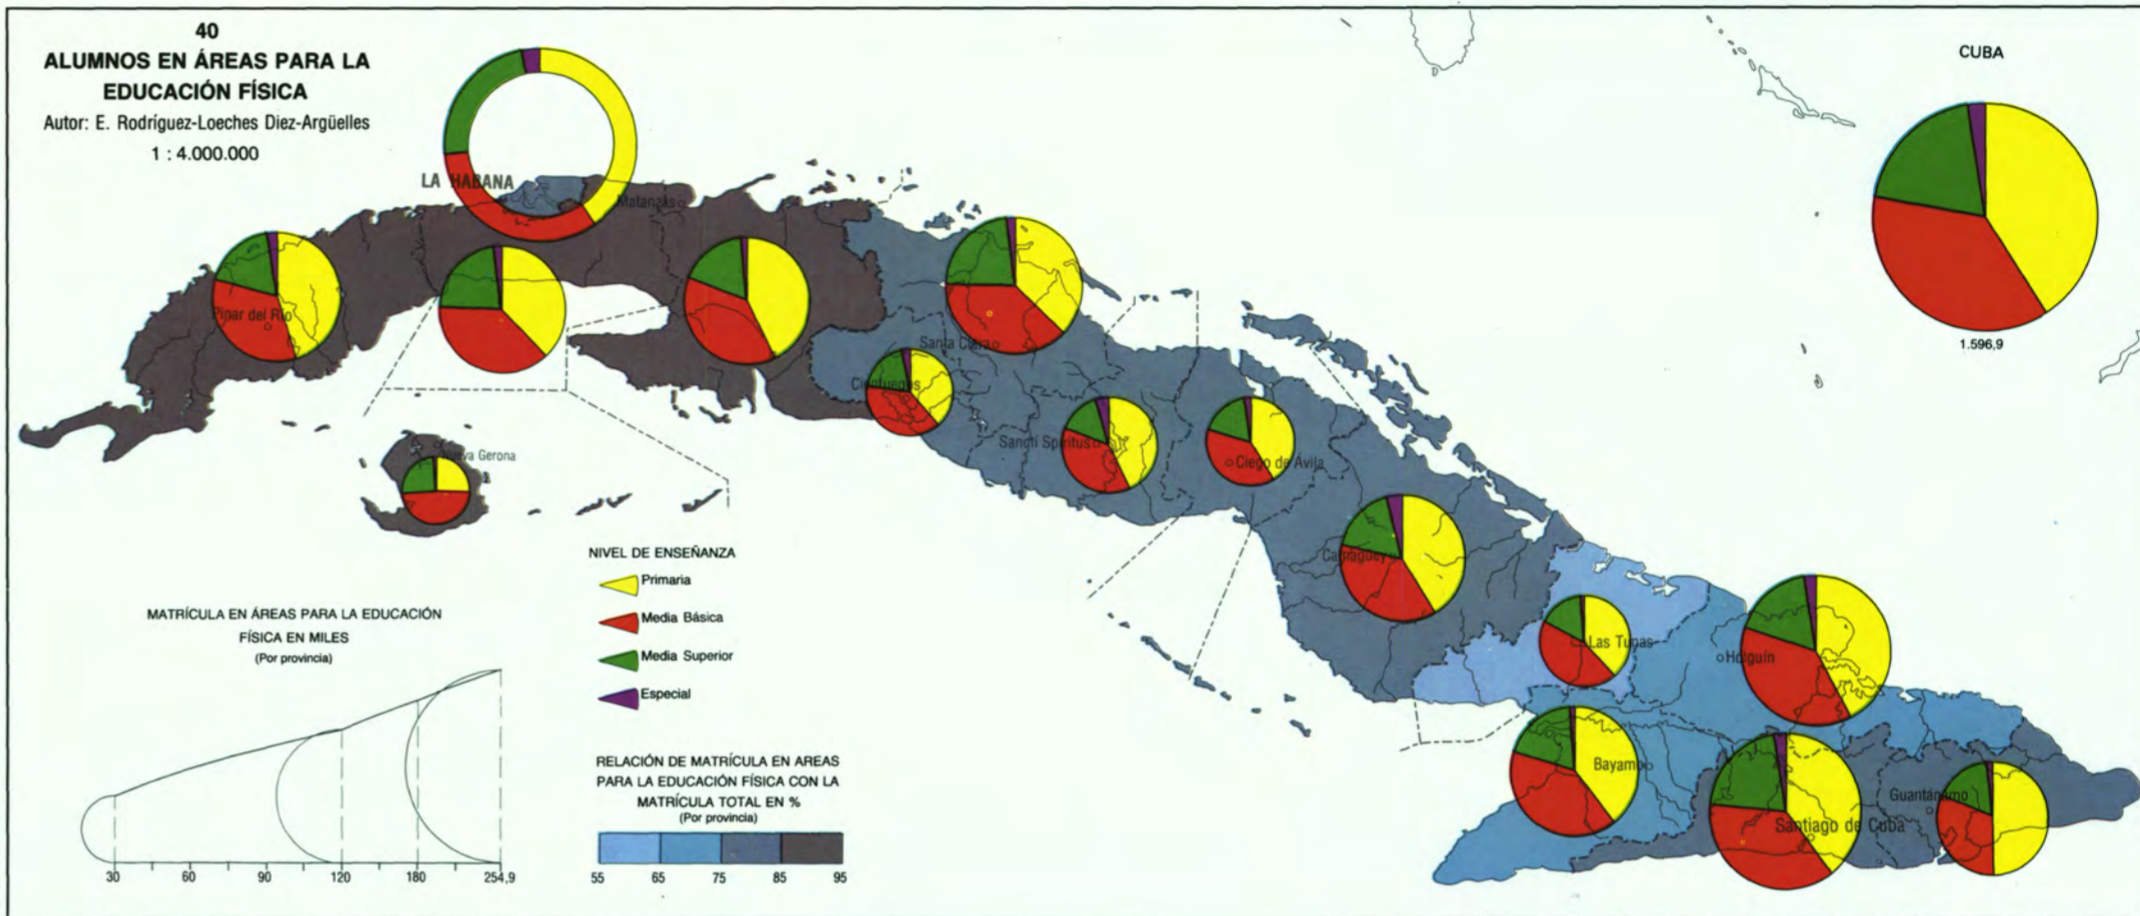 40
ALUMNOS EN ÁREAS PARA LA
EDUCACIÓN FÍSICA
Autor: E. Rodríguez-Loeches Diez-Argüelles
1 : 4.000.000
CUBA
1.596,9
LA HABANA
Matanzas
Pinar del Río
Santa Clara
Cienfuegos
Nueva Gerona
Sancti Spíritus
Ciego de Ávila
Camagüey
Las Tunas
Holguín
Bayamo
Guantánamo
Santiago de Cuba
NIVEL DE ENSEÑANZA
Primaria
Media Básica
Media Superior
Especial
MATRÍCULA EN ÁREAS PARA LA EDUCACIÓN
FÍSICA EN MILES
(Por provincia)
30 60 90 120 180 254,9
RELACIÓN DE MATRÍCULA EN AREAS
PARA LA EDUCACIÓN FÍSICA CON LA
MATRÍCULA TOTAL EN %
(Por provincia)
55 65 75 85 95